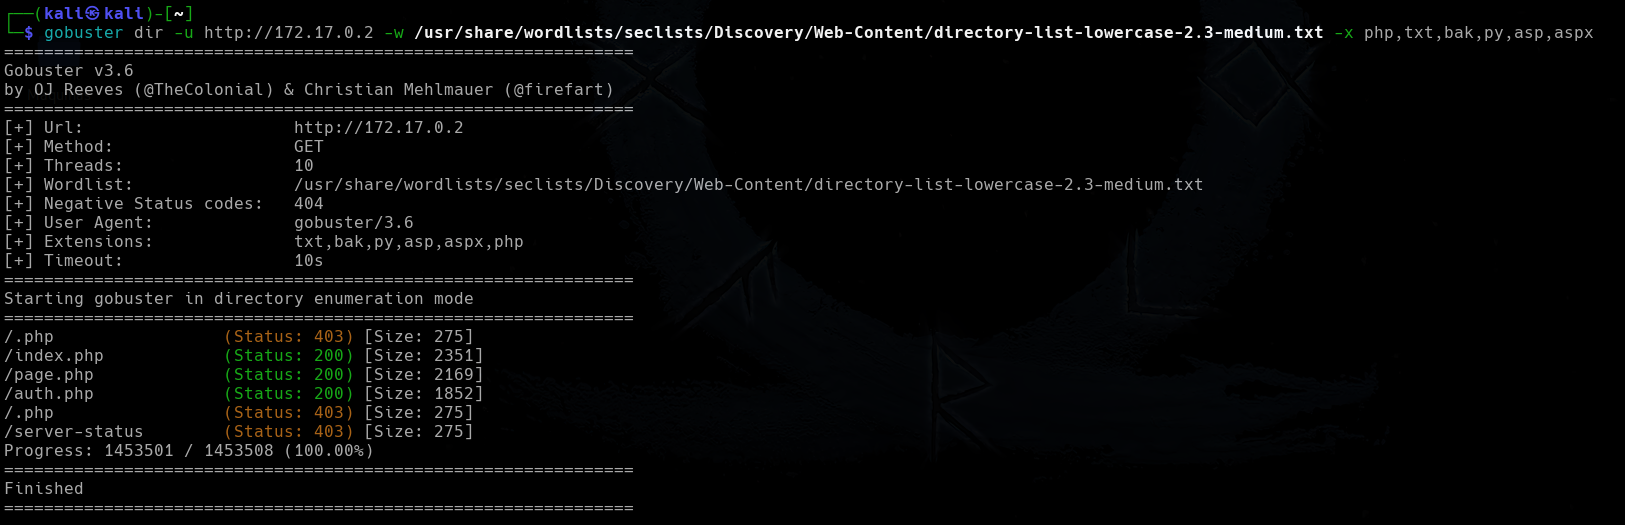 ┌──(kali㉿kali)-[~]
└─$ gobuster dir -u http://172.17.0.2 -w /usr/share/wordlists/seclists/Discovery/Web-Content/directory-list-lowercase-2.3-medium.txt -x php,txt,bak,py,asp,aspx
===============================================================
Gobuster v3.6
by OJ Reeves (@TheColonial) & Christian Mehlmauer (@firefart)
===============================================================
[+] Url:                     http://172.17.0.2
[+] Method:                  GET
[+] Threads:                 10
[+] Wordlist:                /usr/share/wordlists/seclists/Discovery/Web-Content/directory-list-lowercase-2.3-medium.txt
[+] Negative Status codes:   404
[+] User Agent:              gobuster/3.6
[+] Extensions:              txt,bak,py,asp,aspx,php
[+] Timeout:                 10s
===============================================================
Starting gobuster in directory enumeration mode
===============================================================
/.php                 (Status: 403) [Size: 275]
/index.php            (Status: 200) [Size: 2351]
/page.php             (Status: 200) [Size: 2169]
/auth.php             (Status: 200) [Size: 1852]
/.php                 (Status: 403) [Size: 275]
/server-status        (Status: 403) [Size: 275]
Progress: 1453501 / 1453508 (100.00%)
===============================================================
Finished
===============================================================